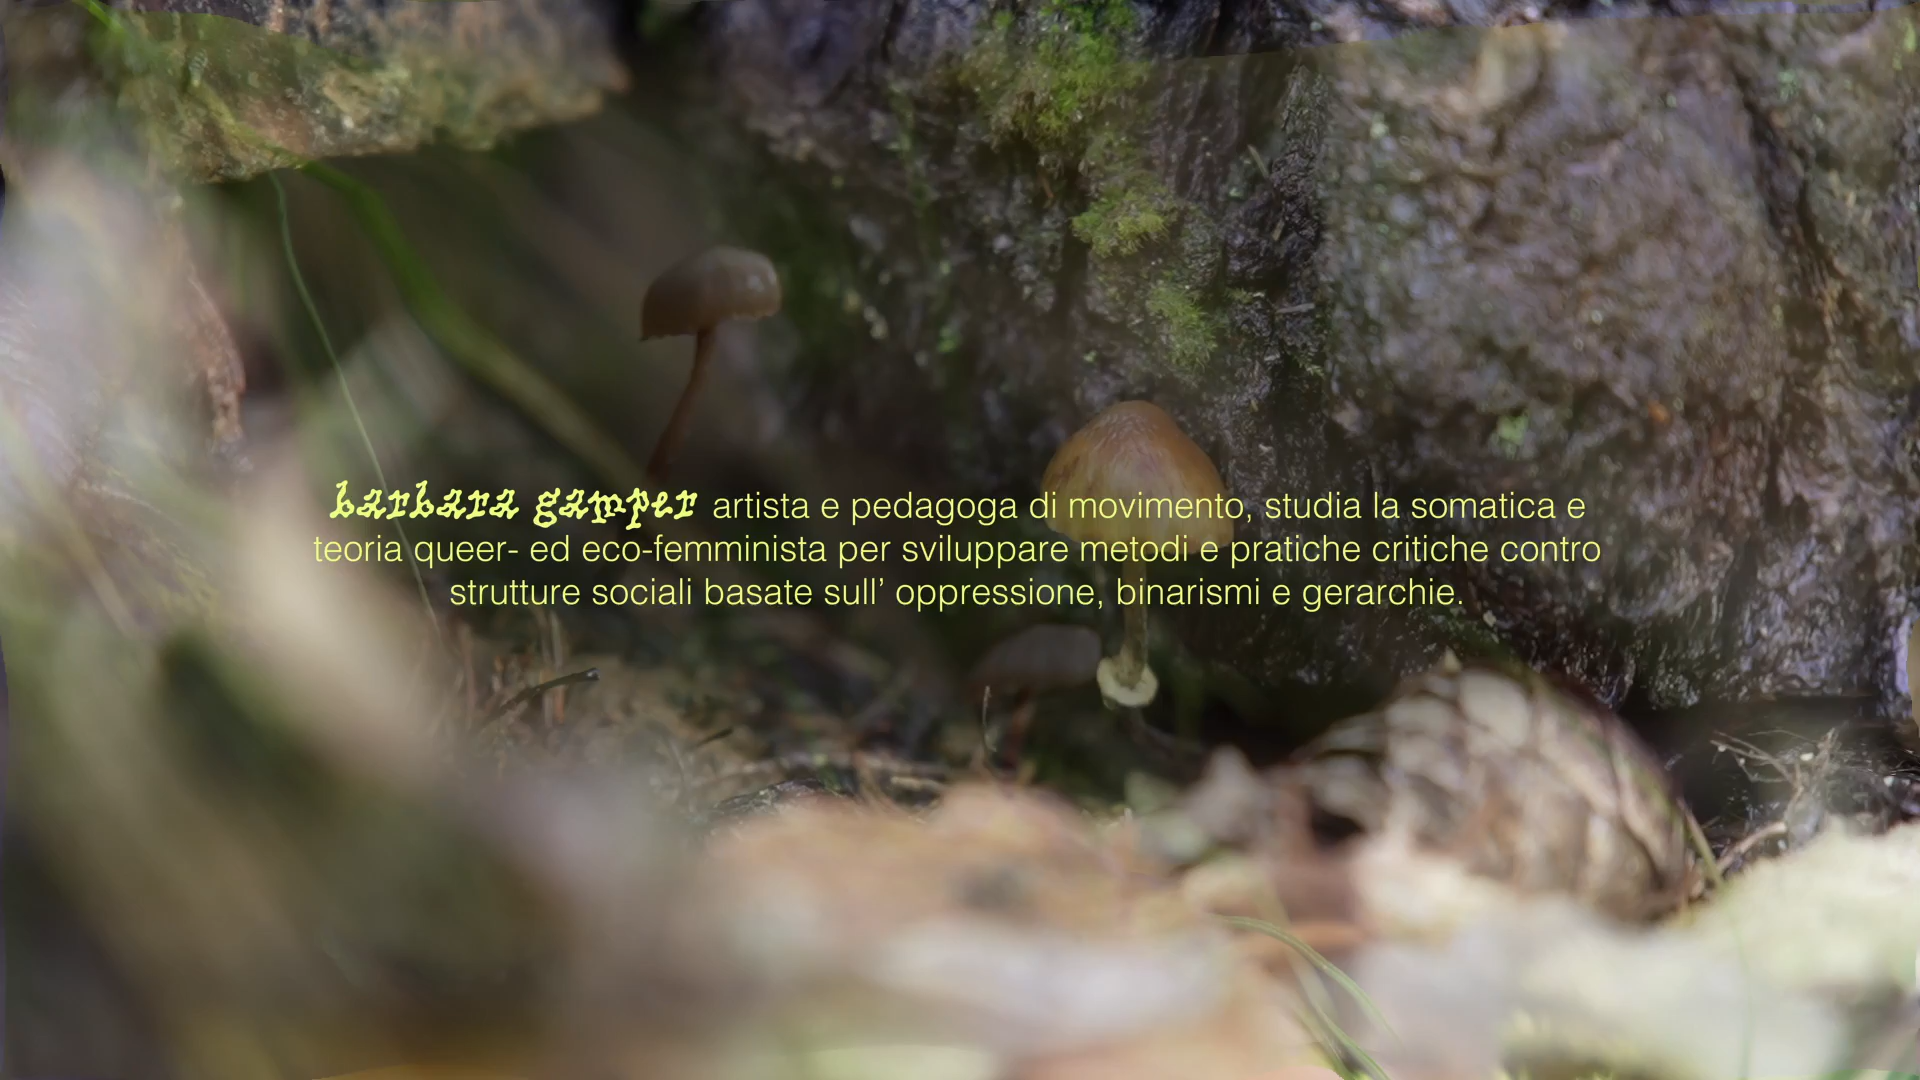 barbara gamper artista e pedagoga di movimento, studia la somatica e
teoria queer- ed eco-femminista per sviluppare metodi e pratiche critiche contro
strutture sociali basate sull’ oppressione, binarismi e gerarchie.